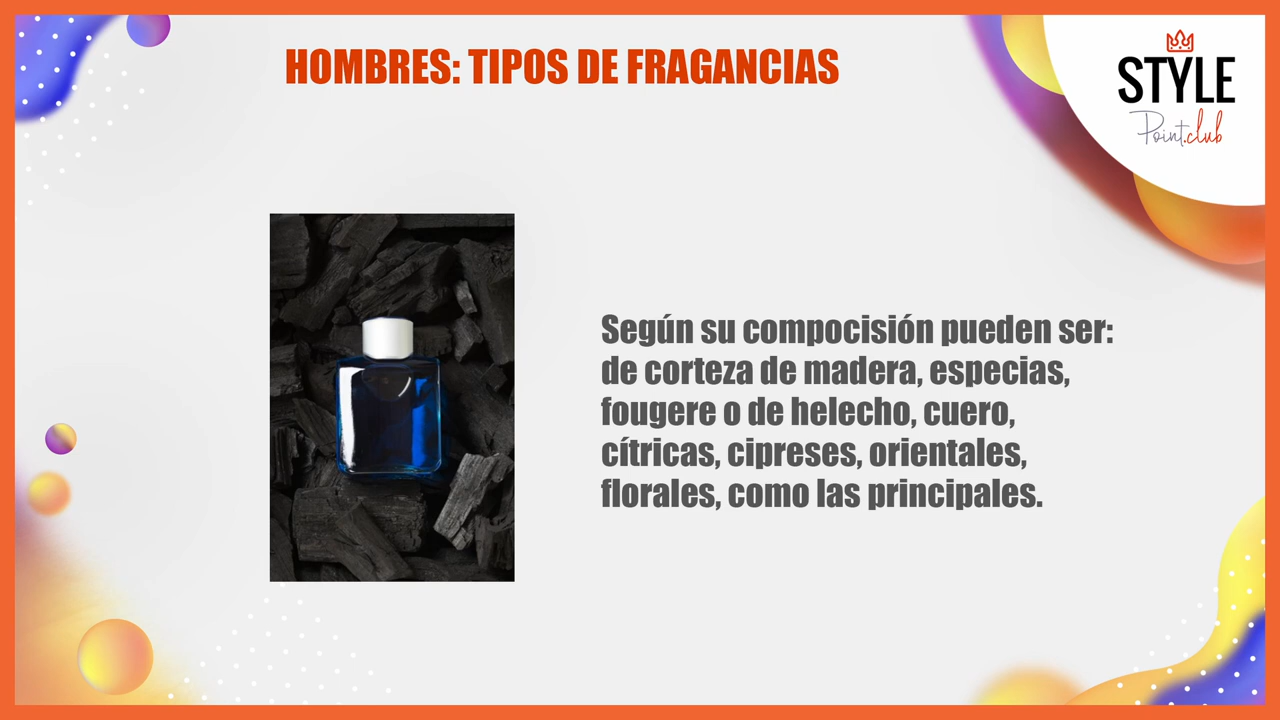 HOMBRES: TIPOS DE FRAGANCIAS
STYLE
Point.club
Según su compocisión pueden ser:
de corteza de madera, especias,
fougere o de helecho, cuero,
cítricas, cipreses, orientales,
florales, como las principales.